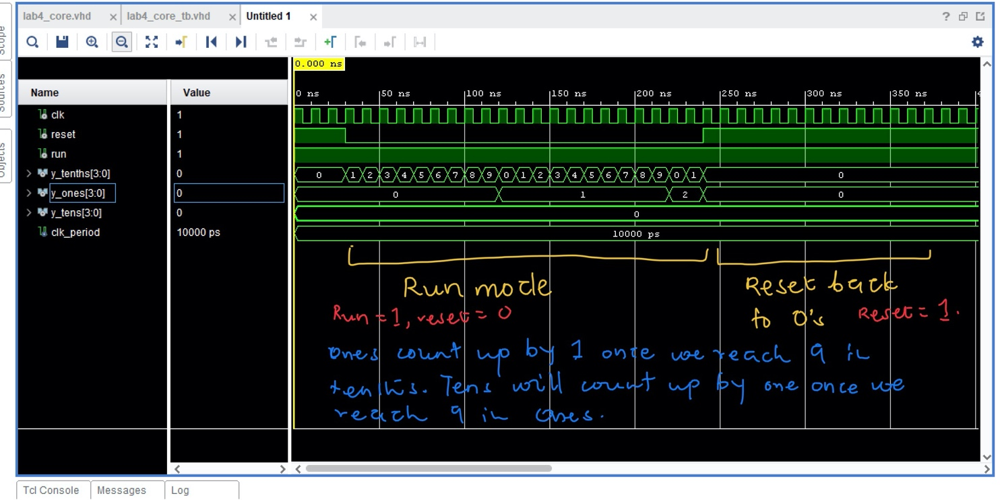 lab4_core.vhd × lab4_core_tb.vhd × Untitled 1 ×
Scope
Sources
Objects
0.000 ns
Name Value
0 ns 50 ns 100 ns 150 ns 200 ns 250 ns 300 ns 350 ns 4
clk 1
reset 1
run 1
y_tenths[3:0] 0 0 1 2 3 4 5 6 7 8 9 0 1 2 3 4 5 6 7 8 9 0 1 0
y_ones[3:0] 0 0 1 2 0
y_tens[3:0] 0 0
clk_period 10000 ps 10000 ps
Run mode
Run = 1, reset = 0
Reset back
to 0's
Reset = 1.
ones count up by 1 once we reach 9 in
tenths. Tens will count up by one once we
reach 9 in ones.
Tcl Console Messages Log